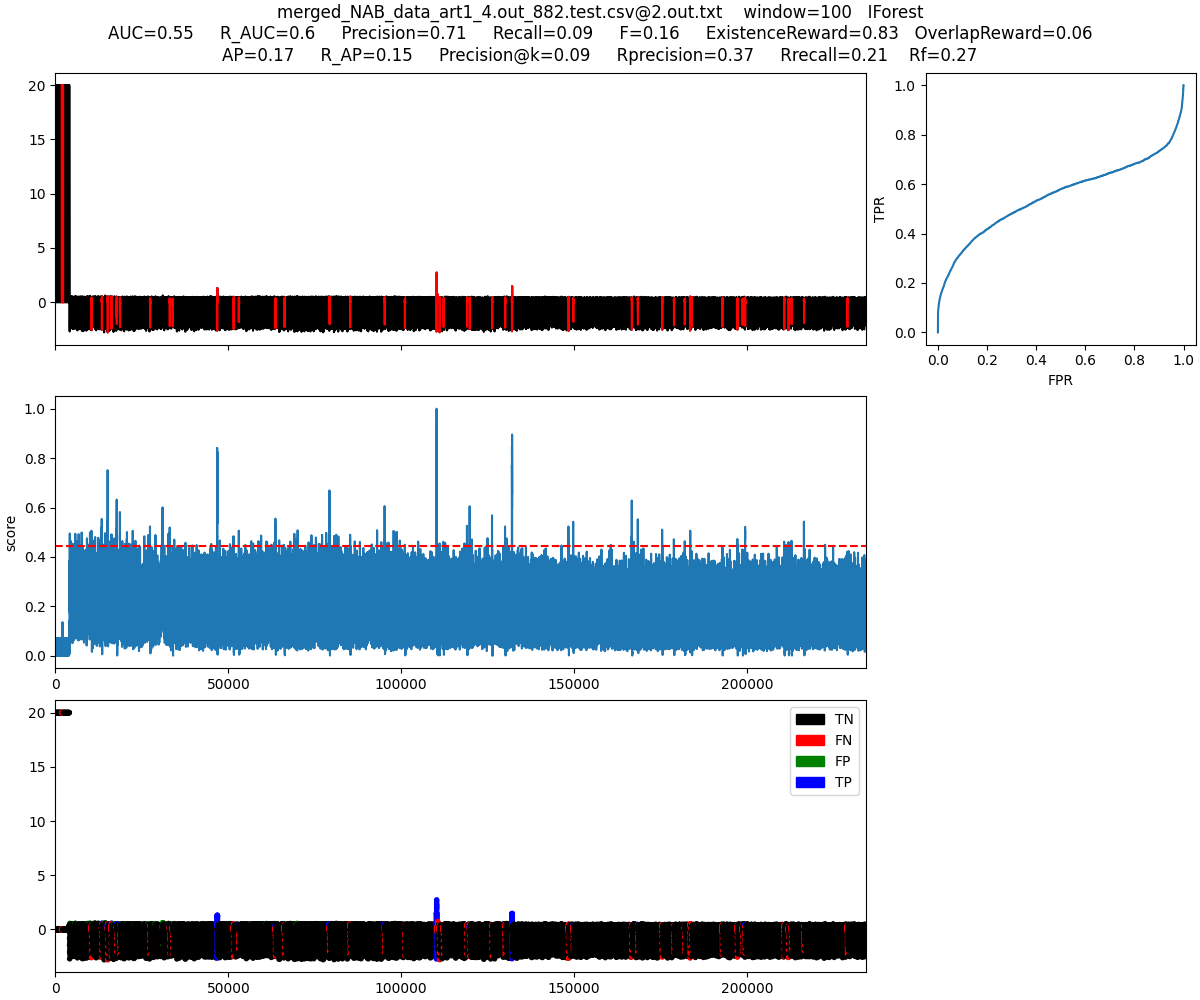 merged_NAB_data_art1_4.out_882.test.csv@2.out.txt window=100 IForest
AUC=0.55 R_AUC=0.6 Precision=0.71 Recall=0.09 F=0.16 ExistenceReward=0.83 OverlapReward=0.06
AP=0.17 R_AP=0.15 Precision@k=0.09 Rprecision=0.37 Rrecall=0.21 Rf=0.27
20
15
10
5
0
1.0
0.8
0.6
0.4
0.2
0.0
TPR
0.0 0.2 0.4 0.6 0.8 1.0
FPR
1.0
0.8
0.6
0.4
0.2
0.0
score
0 50000 100000 150000 200000
20
15
10
5
0
TN
FN
FP
TP
0 50000 100000 150000 200000